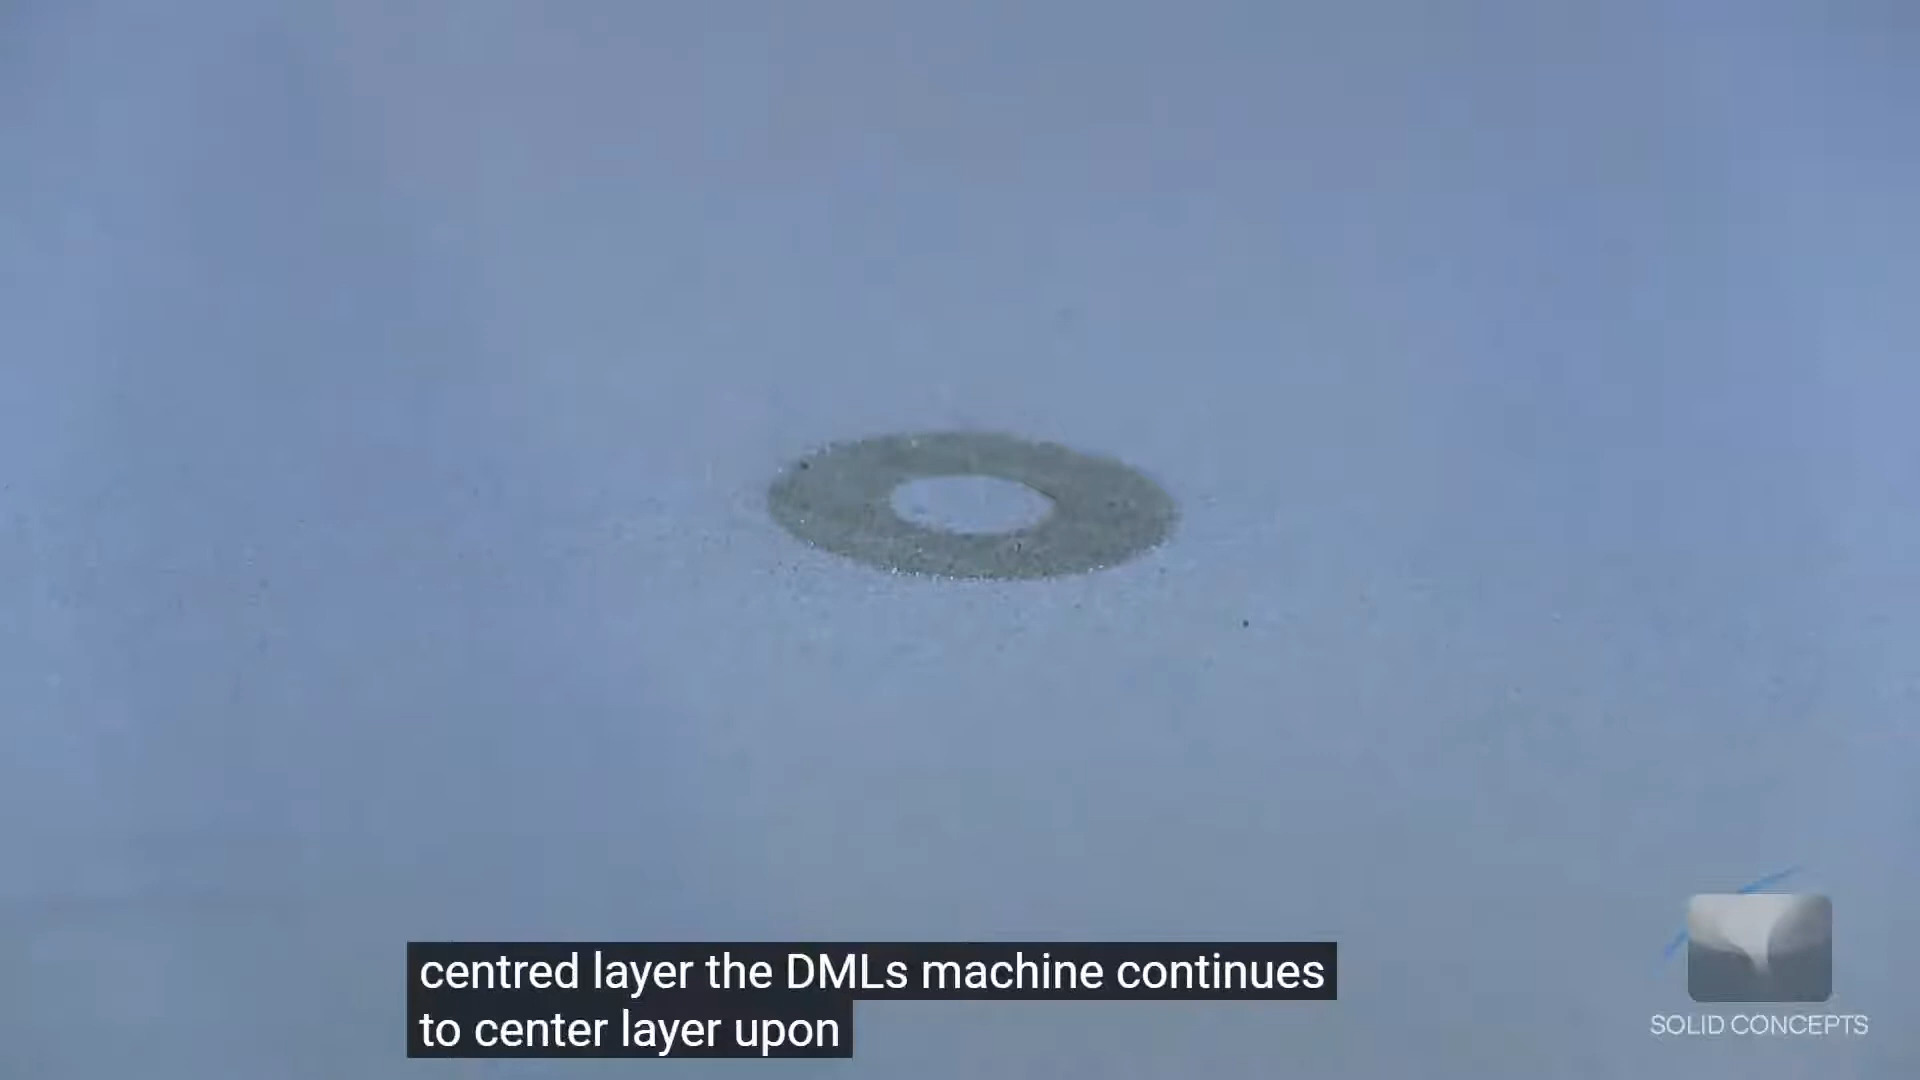 centred layer the DMLs machine continues
to center layer upon
SOLID CONCEPTS